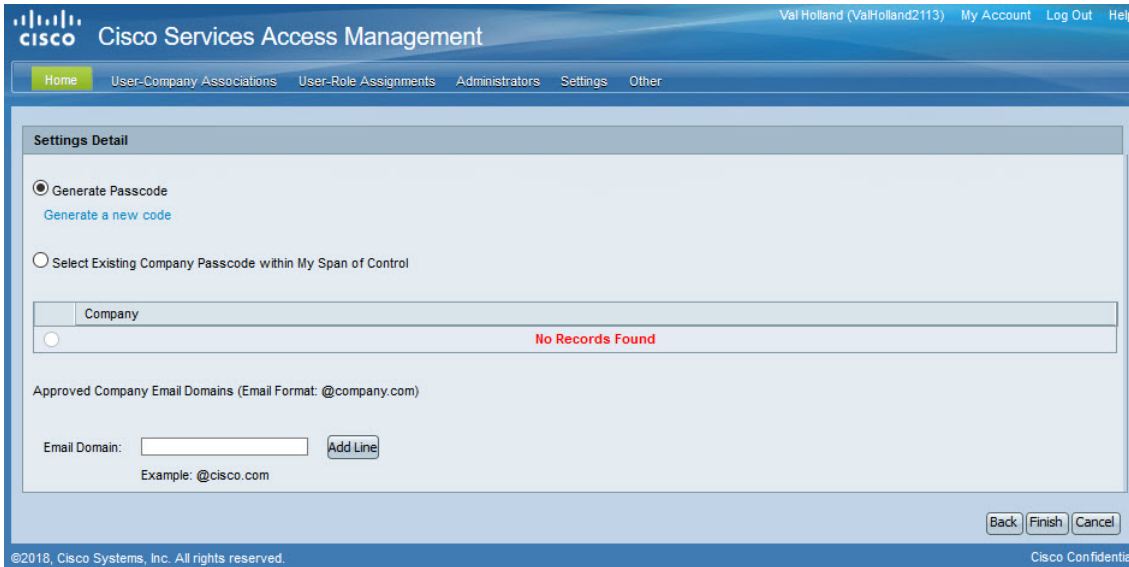 Val Holland (ValHolland2113) My Account Log Out Help
CISCO Cisco Services Access Management
Home User-Company Associations User-Role Assignments Administrators Settings Other
Settings Detail
Generate Passcode
Generate a new code
Select Existing Company Passcode within My Span of Control
Company
No Records Found
Approved Company Email Domains (Email Format: @company.com)
Email Domain: Add Line
Example: @cisco.com
Back Finish Cancel
©2018, Cisco Systems, Inc. All rights reserved. Cisco Confidentia